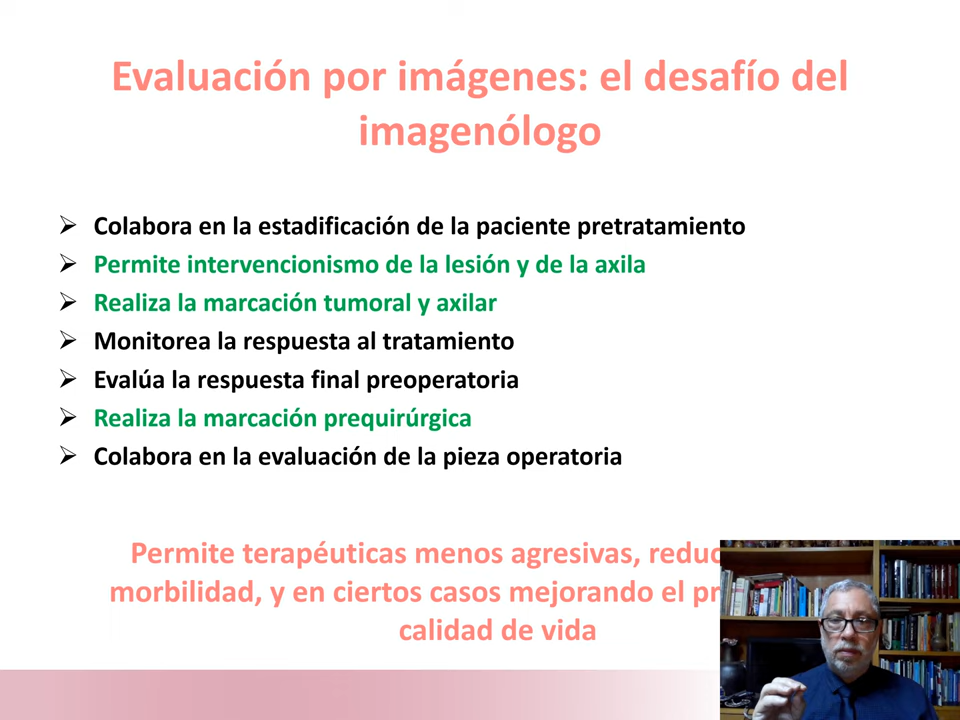 Evaluación por imágenes: el desafío del
imagenólogo
Colabora en la estadificación de la paciente pretratamiento
Permite intervencionismo de la lesión y de la axila
Realiza la marcación tumoral y axilar
Monitorea la respuesta al tratamiento
Evalúa la respuesta final preoperatoria
Realiza la marcación prequirúrgica
Colabora en la evaluación de la pieza operatoria
Permite terapéuticas menos agresivas,
morbilidad, y en ciertos casos mejorando el
calidad de vida